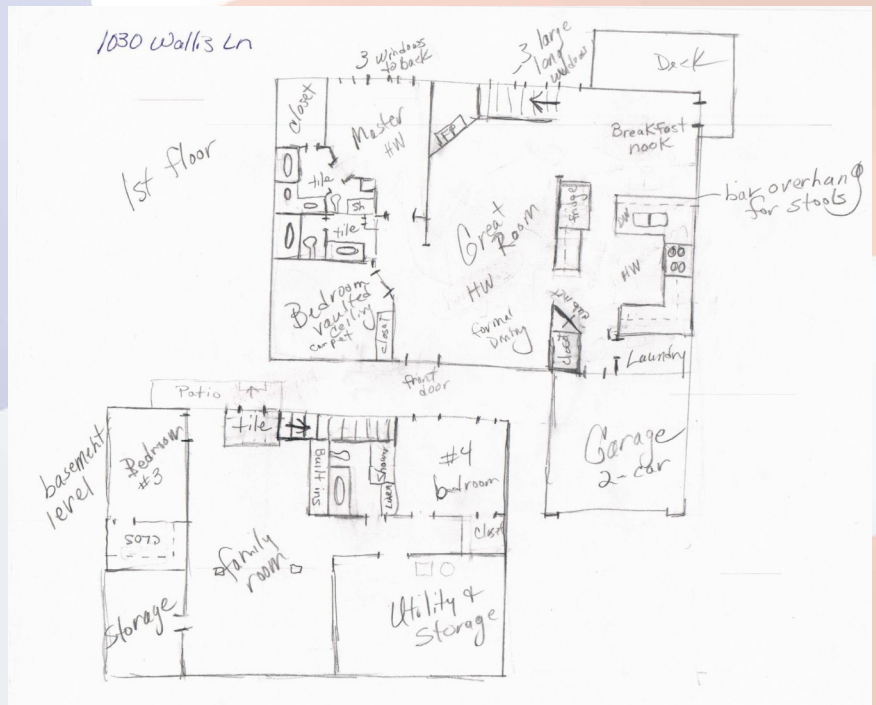 1030 Wallis Ln
1st floor
3 windows
to back
3 large
long
windows
Deck
closet
Master
HW
FP
Breakfast
nook
tile
sh
tile
Great
Room
HW
fridge
DW
bar overhang
for stools
HW
Bedroom
vaulted
ceiling
carpet
closet
formal
Dining
closet
Laundry
front
door
Garage
2-car
Patio
basement
level
Bedroom
#3
tile
Built ins
Shower
Linen
#4
bedroom
CLOS
closet
family
room
Storage
Utility &
Storage